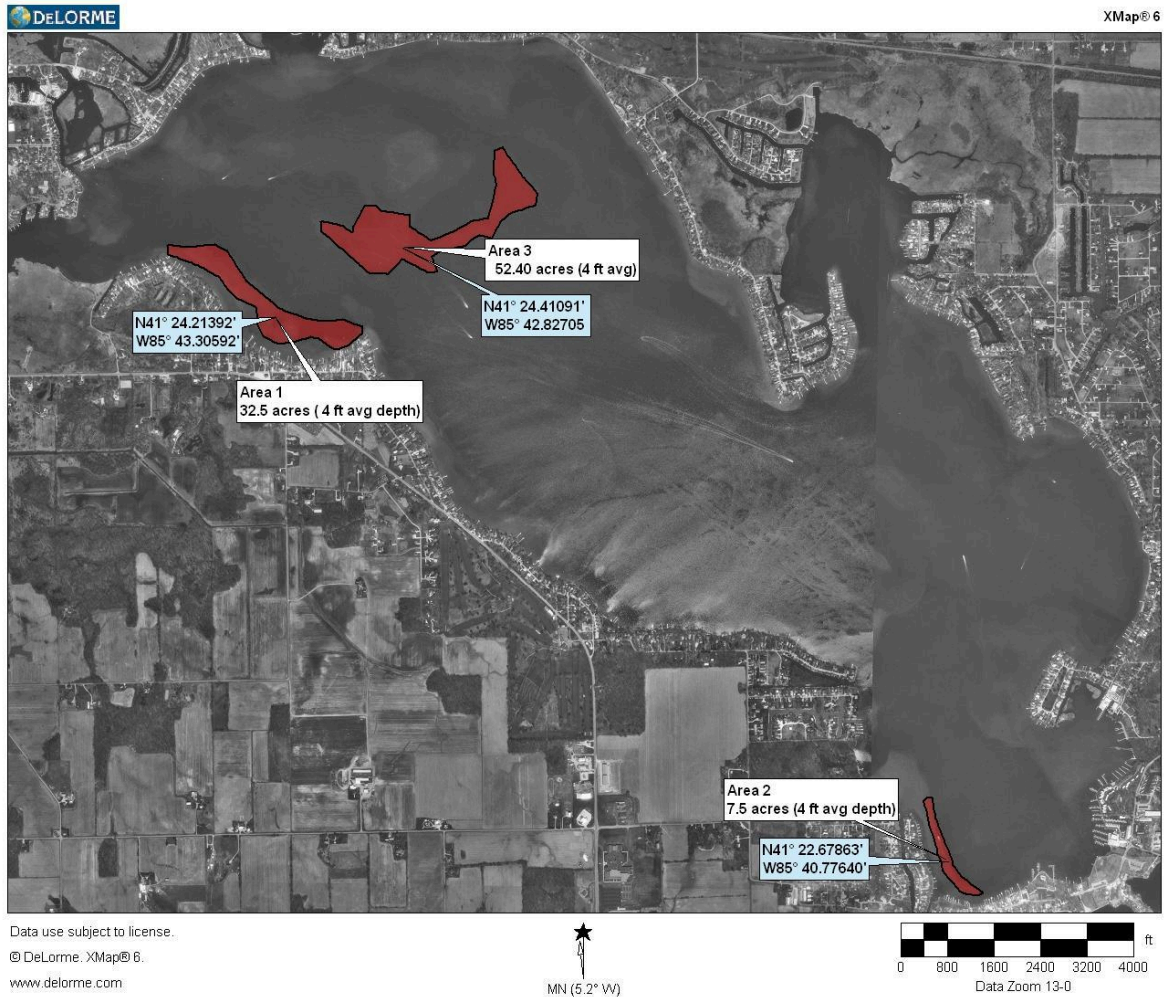 DELORME
XMap® 6
Area 3
52.40 acres (4 ft avg)
N41° 24.41091'
W85° 42.82705
N41° 24.21392'
W85° 43.30592'
Area 1
32.5 acres ( 4 ft avg depth)
Area 2
7.5 acres (4 ft avg depth)
N41° 22.67863'
W85° 40.77640'
Data use subject to license.
© DeLorme. XMap® 6.
www.delorme.com
MN (5.2° W)
ft
0 800 1600 2400 3200 4000
Data Zoom 13-0